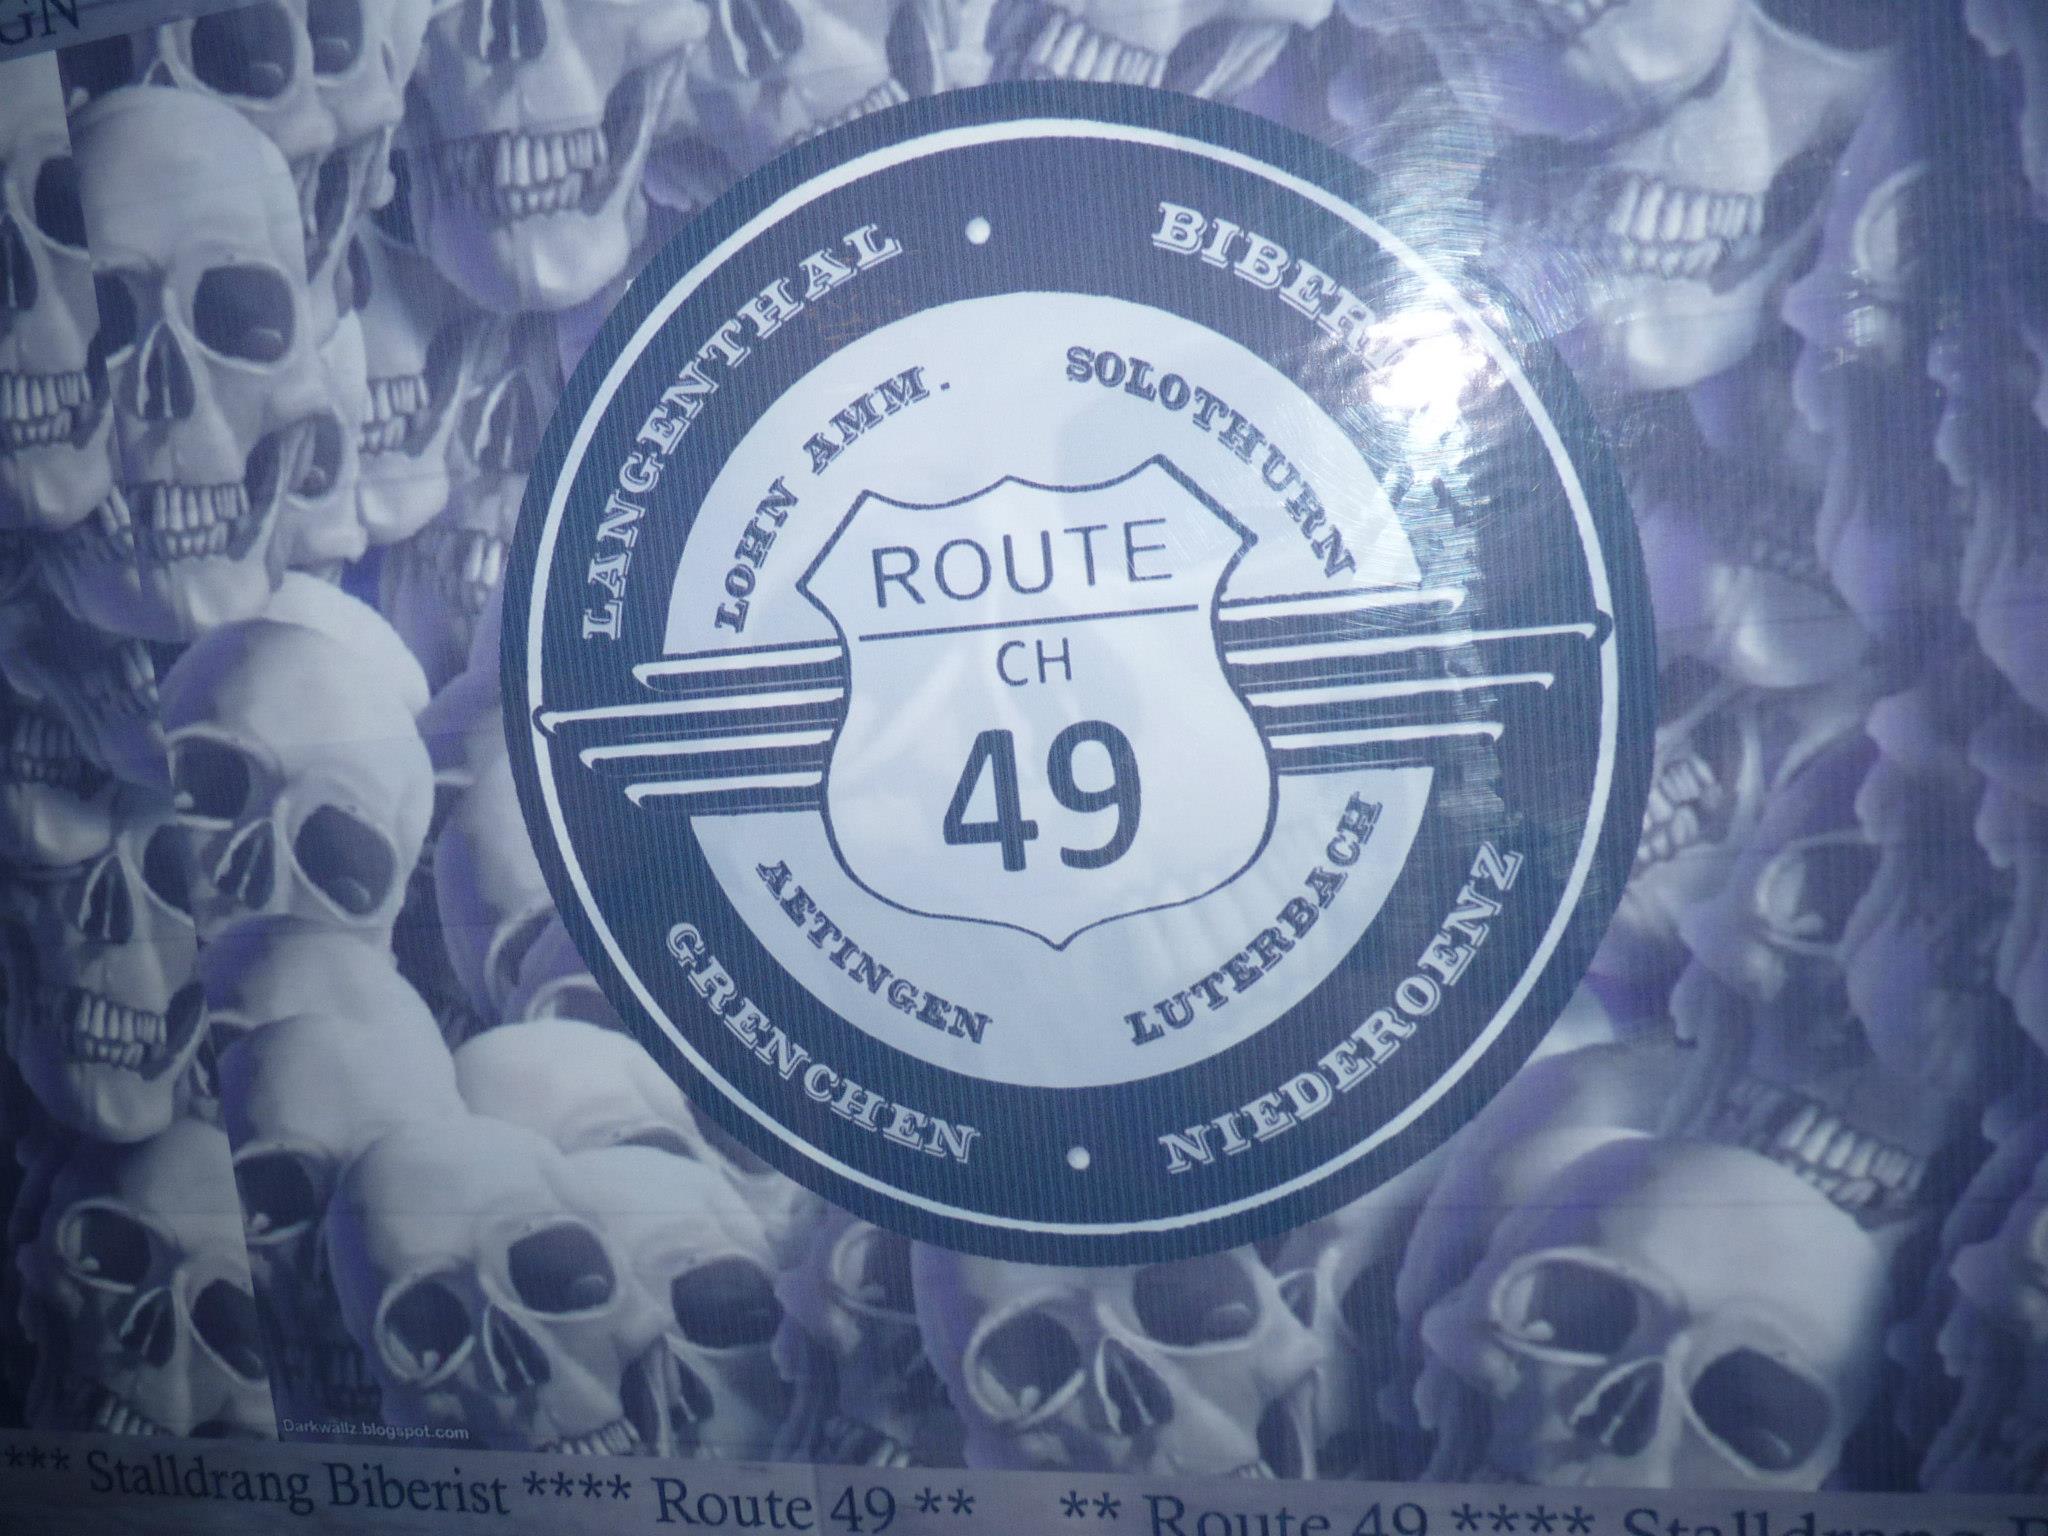 GN
LANGENTHAL
LOHN AMM.
SOLOTHURN
ROUTE
CH
49
AETINGEN
LUTERBACH
GRENCHEN
NIEDEROENZ
Darkwallz.blogspot.com
*** Stalldrang Biberist **** Route 49 ** ** Route 49 ****